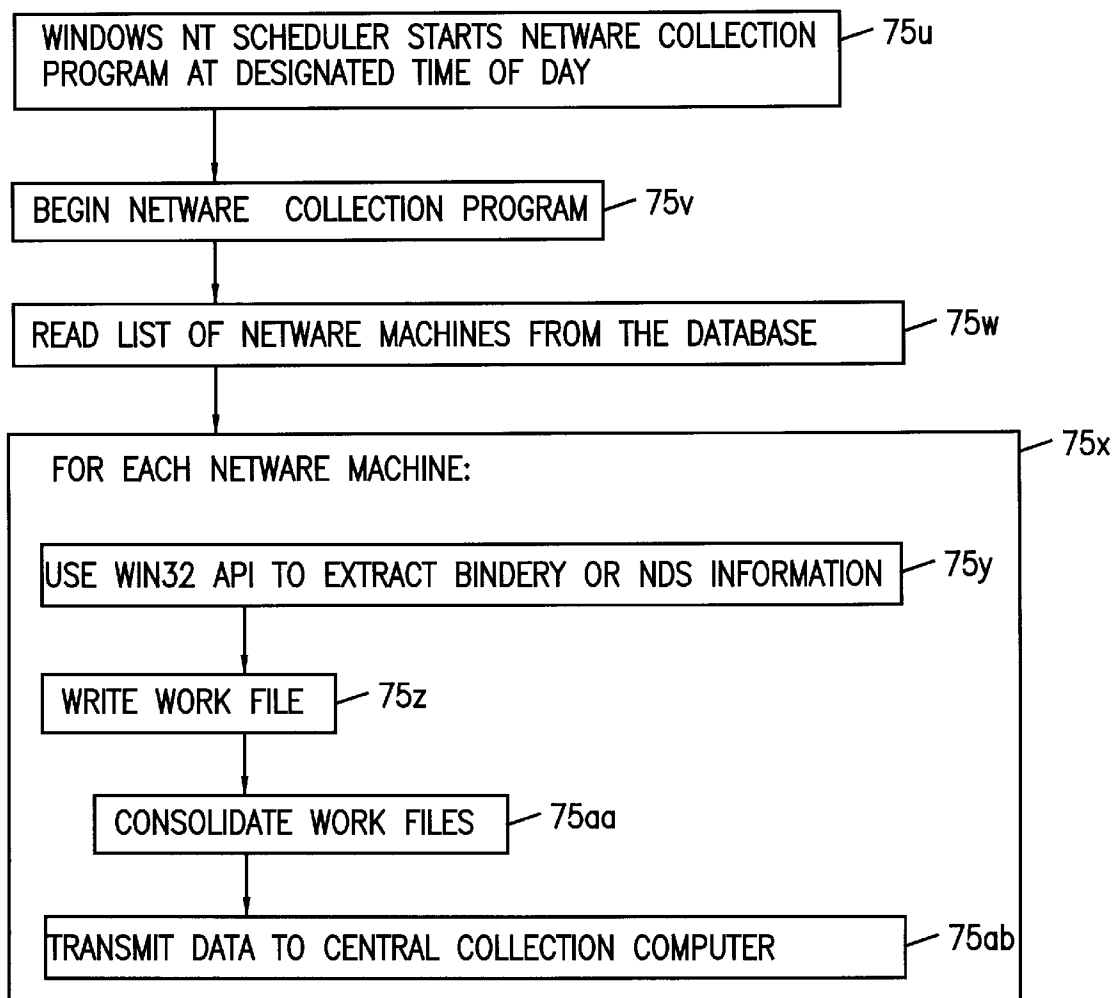 WINDOWS NT SCHEDULER STARTS NETWARE COLLECTION
PROGRAM AT DESIGNATED TIME OF DAY
75u
BEGIN NETWARE COLLECTION PROGRAM
75v
READ LIST OF NETWARE MACHINES FROM THE DATABASE
75w
75x
FOR EACH NETWARE MACHINE:
USE WIN32 API TO EXTRACT BINDERY OR NDS INFORMATION
75y
WRITE WORK FILE
75z
CONSOLIDATE WORK FILES
75aa
TRANSMIT DATA TO CENTRAL COLLECTION COMPUTER
75ab